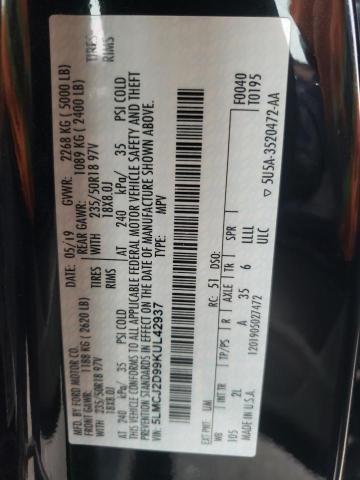 MFD. BY FORD MOTOR CO.
DATE: 05/19 GVWR: 2268 KG ( 5000 LB)
FRONT GAWR: 1188 KG ( 2620 LB) REAR GAWR: 1089 KG ( 2400 LB)
235/50R18 97V TIRES WITH 235/50R18 97V TIRES
18X8.0J RIMS 18X8.0J RIMS
AT 240 kPa/ 35 PSI COLD AT 240 kPa/ 35 PSI COLD
THIS VEHICLE CONFORMS TO ALL APPLICABLE FEDERAL MOTOR VEHICLE SAFETY AND THEFT
PREVENTION STANDARDS IN EFFECT ON THE DATE OF MANUFACTURE SHOWN ABOVE.
VIN: 5LMCJ2D99KUL42937 TYPE: MPV
F0040
T0195
EXT PNT: UM RC: 51 DSO:
WB INT TR TP/PS R AXLE TR SPR
105 2L A 35 6 LLLL
ULC
MADE IN U.S.A. 1201905027472
5U5A-3520472-AA